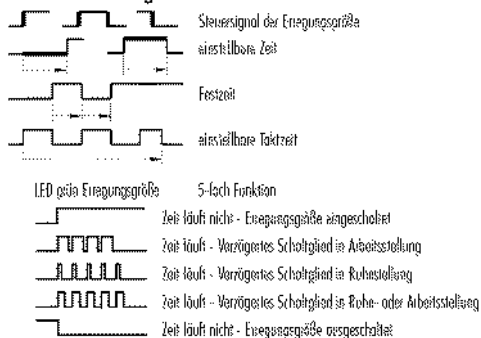 Steuersignal der Erregungsgröße
einstellbare Zeit
Festzeit
einstellbare Taktzeit
LED grün Erregungsgröße 5-fach Funktion
Zeit läuft nicht - Erregungsgröße eingeschaltet
Zeit läuft - Verzögertes Schaltglied in Arbeitsstellung
Zeit läuft - Verzögertes Schaltglied in Ruhestellung
Zeit läuft - Verzögertes Schaltglied in Ruhe- oder Arbeitsstellung
Zeit läuft nicht - Erregungsgröße ausgeschaltet